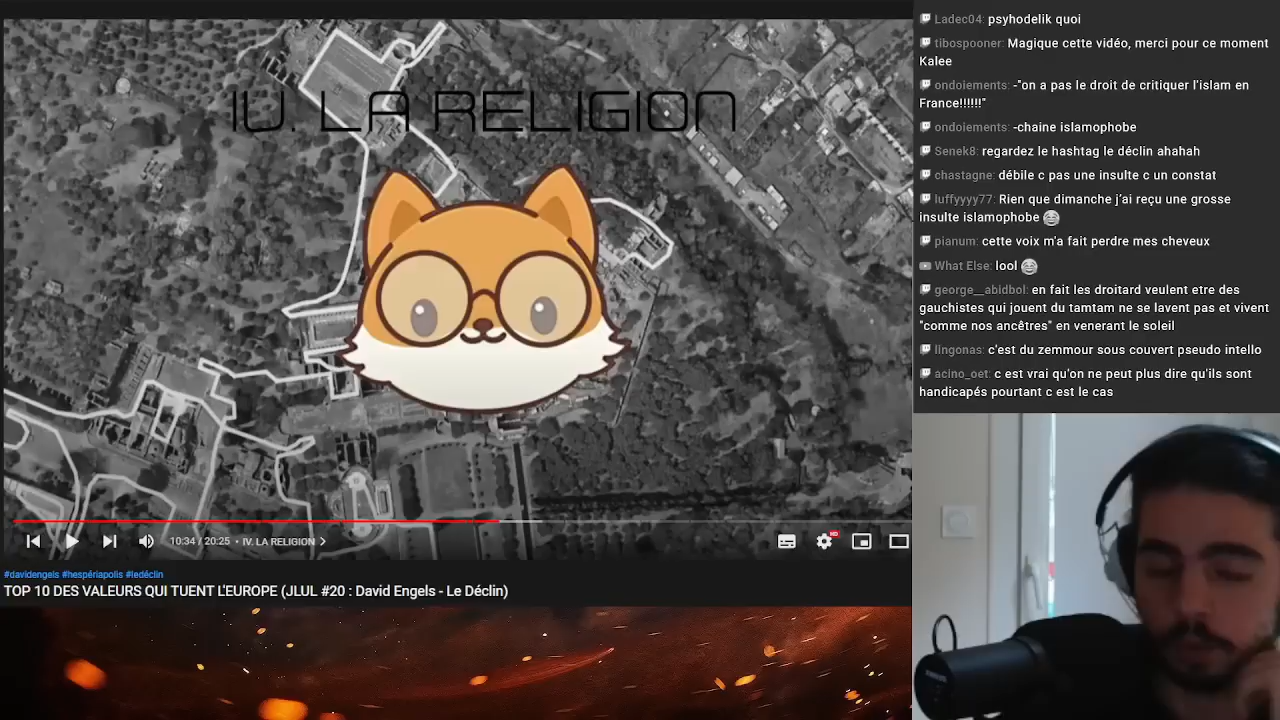 IV. LA RELIGION
10:34 / 20:25 • IV. LA RELIGION
HD
#davidengels #hespériapolis #ledéclin
TOP 10 DES VALEURS QUI TUENT L'EUROPE (JLUL #20 : David Engels - Le Déclin)
Ladec04: psyhodelik quoi
tibospooner: Magique cette vidéo, merci pour ce moment
Kalee
ondoiements: -"on a pas le droit de critiquer l'islam en
France!!!!!!"
ondoiements: -chaine islamophobe
Senek8: regardez le hashtag le déclin ahahah
chastagne: débile c pas une insulte c un constat
luffyyyy77: Rien que dimanche j'ai reçu une grosse
insulte islamophobe
pianum: cette voix m'a fait perdre mes cheveux
What Else: lool
george__abidbol: en fait les droitard veulent etre des
gauchistes qui jouent du tamtam ne se lavent pas et vivent
"comme nos ancêtres" en venerant le soleil
lingonas: c'est du zemmour sous couvert pseudo intello
acino_oet: c est vrai qu'on ne peut plus dire qu'ils sont
handicapés pourtant c est le cas